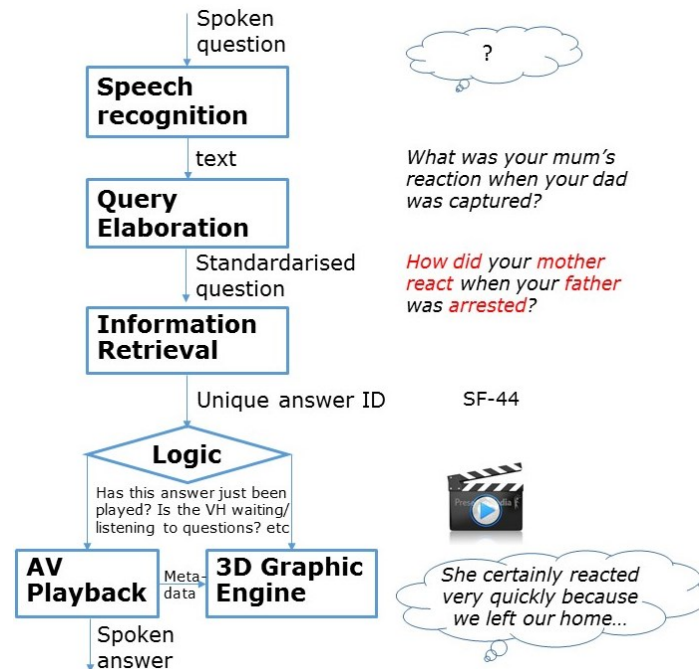 Spoken
question
?
Speech
recognition
text
What was your mum's
reaction when your dad
was captured?
Query
Elaboration
Standardarised
question
How did your mother
react when your father
was arrested?
Information
Retrieval
Unique answer ID
SF-44
Logic
Has this answer just been
played? Is the VH waiting/
listening to questions? etc
AV
Playback
Meta-
data
3D Graphic
Engine
She certainly reacted
very quickly because
we left our home...
Spoken
answer